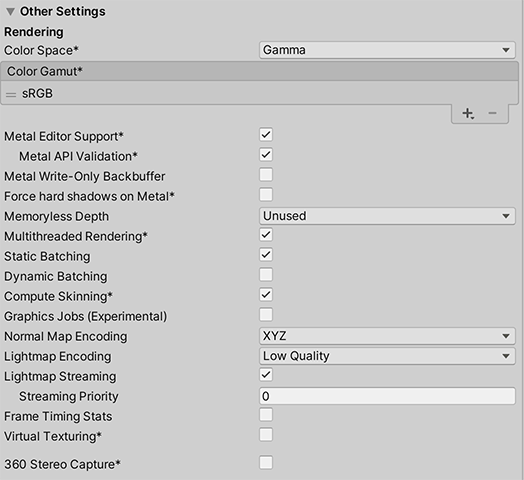 Other Settings
Rendering
Color Space* Gamma
Color Gamut*
sRGB
Metal Editor Support*
Metal API Validation*
Metal Write-Only Backbuffer
Force hard shadows on Metal*
Memoryless Depth Unused
Multithreaded Rendering*
Static Batching
Dynamic Batching
Compute Skinning*
Graphics Jobs (Experimental)
Normal Map Encoding XYZ
Lightmap Encoding Low Quality
Lightmap Streaming
Streaming Priority 0
Frame Timing Stats
Virtual Texturing*
360 Stereo Capture*